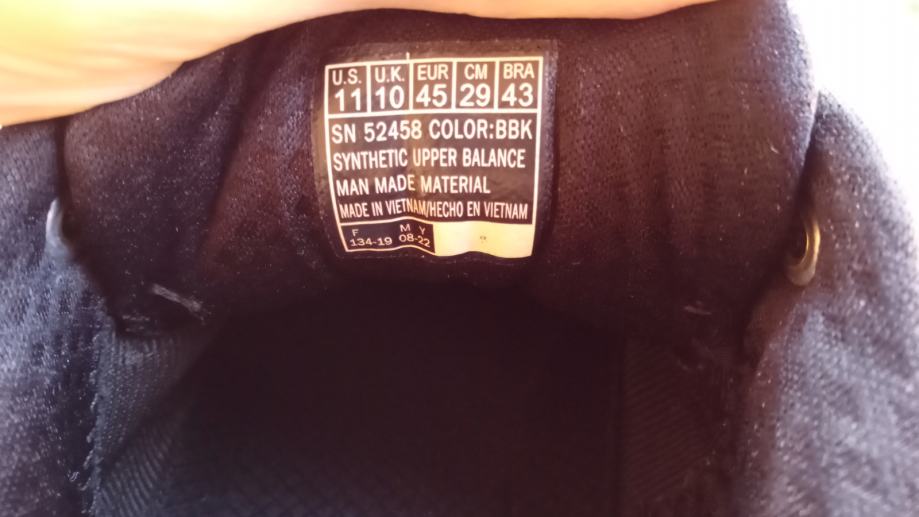 U.S. U.K. EUR CM BRA
11 10 45 29 43
SN 52458 COLOR:BBK
SYNTHETIC UPPER BALANCE
MAN MADE MATERIAL
MADE IN VIETNAM/HECHO EN VIETNAM
F M Y
134-19 08-22